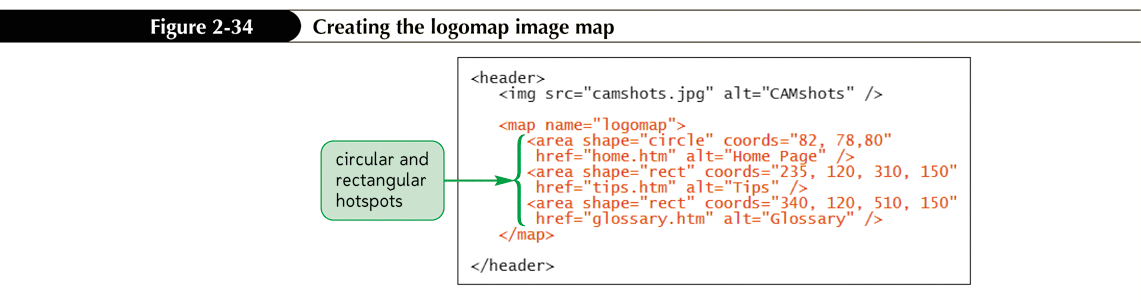 Figure 2-34 Creating the logomap image map
<header>
<img src="camshots.jpg" alt="CAMshots" />
<map name="logomap">
<area shape="circle" coords="82, 78,80"
href="home.htm" alt="Home Page" />
<area shape="rect" coords="235, 120, 310, 150"
href="tips.htm" alt="Tips" />
<area shape="rect" coords="340, 120, 510, 150"
href="glossary.htm" alt="Glossary" />
</map>
</header>
circular and
rectangular
hotspots